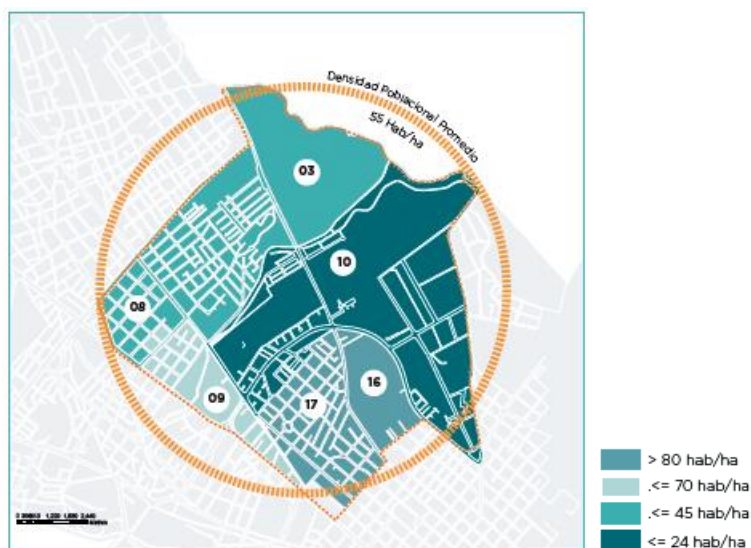 Densidad Poblacional Promedio
55 Hab/ha
03
10
08
16
09
17
> 80 hab/ha
.<= 70 hab/ha
.<= 45 hab/ha
<= 24 hab/ha